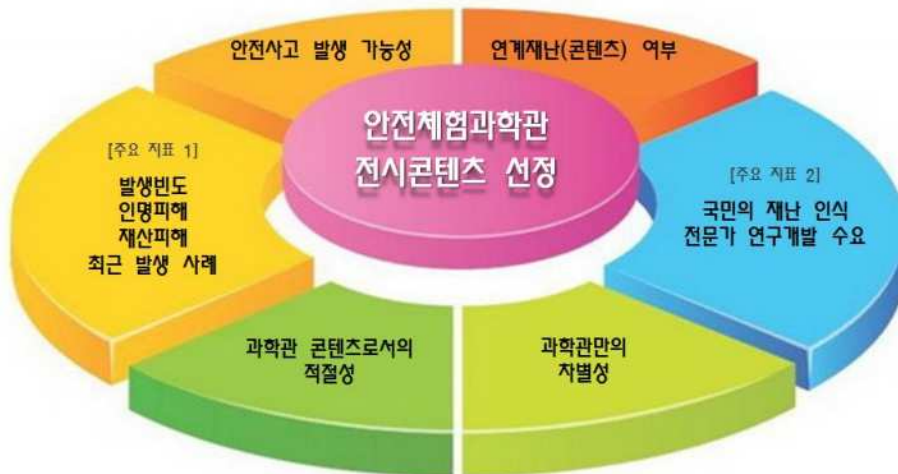 안전사고 발생 가능성
연계재난(콘텐츠) 여부
안전체험과학관
전시콘텐츠 선정
[주요 지표 1]
발생빈도
인명피해
재산피해
최근 발생 사례
[주요 지표 2]
국민의 재난 인식
전문가 연구개발 수요
과학관 콘텐츠로서의
적절성
과학관만의
차별성